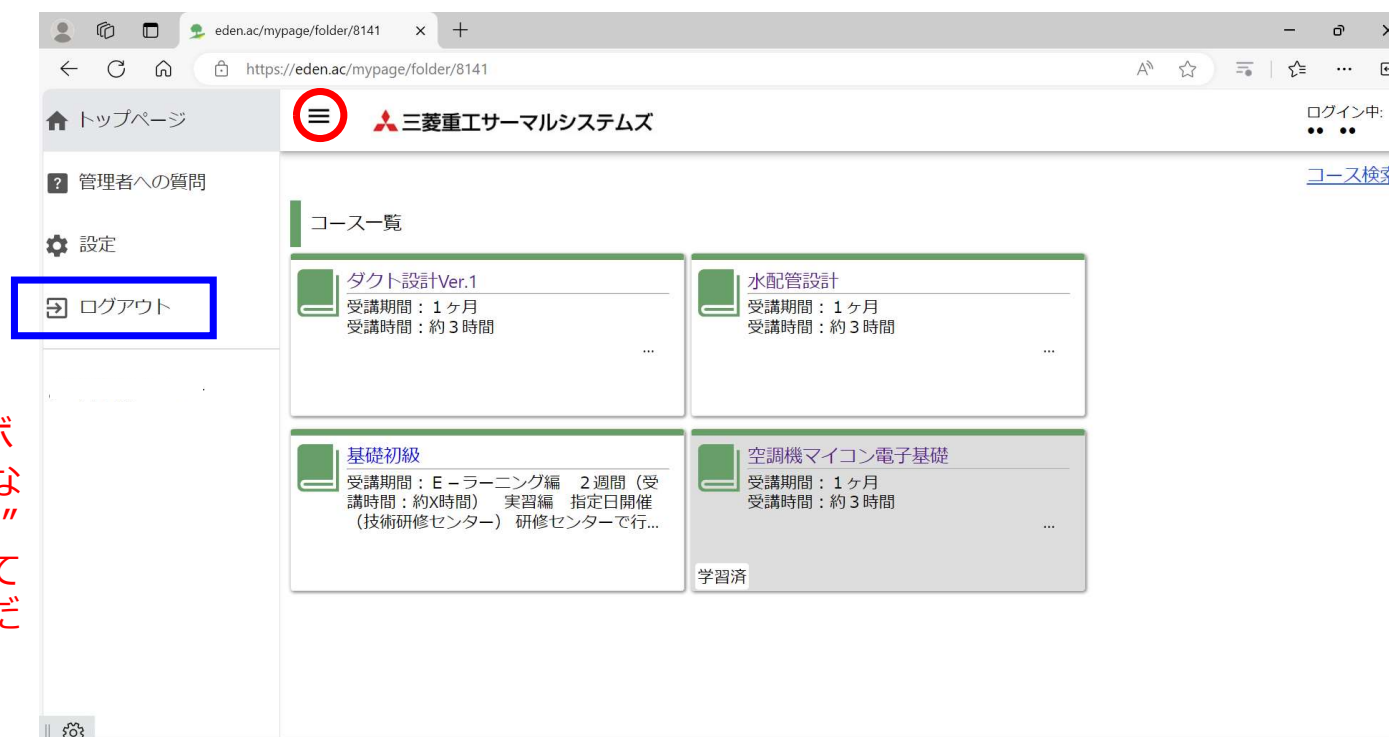 eden.ac/mypage/folder/8141
https://eden.ac/mypage/folder/8141
トップページ
三菱重工サーマルシステムズ
ログイン中:
管理者への質問
コース検索
設定
コース一覧
ログアウト
ダクト設計Ver.1
受講期間：１ヶ月
受講時間：約３時間
...
水配管設計
受講期間：１ヶ月
受講時間：約３時間
...
基礎初級
受講期間：Ｅ－ラーニング編　２週間（受
講時間：約X時間）　実習編　指定日開催
（技術研修センター） 研修センターで行...
空調機マイコン電子基礎
受講期間：１ヶ月
受講時間：約３時間
...
学習済
な
"
て